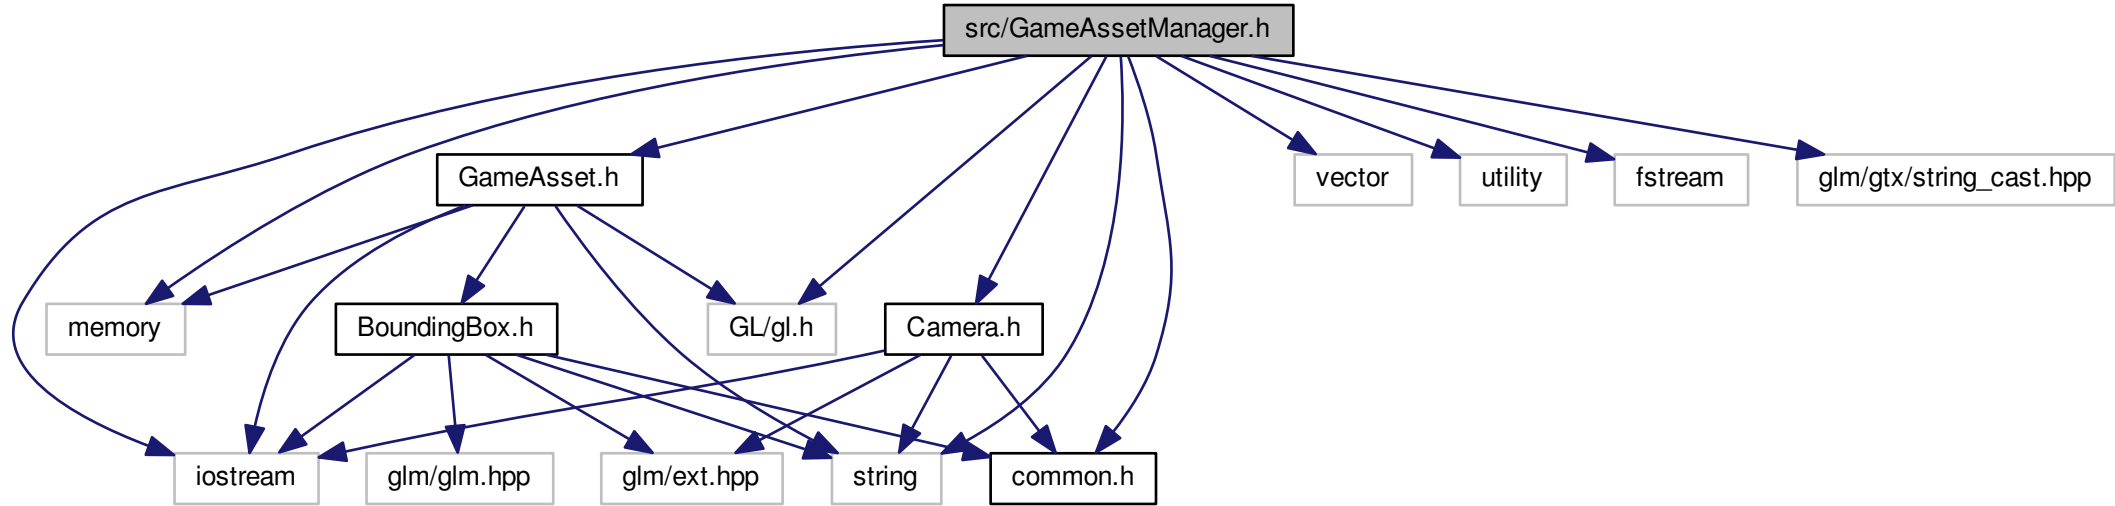 src/GameAssetManager.h
GameAsset.h
vector
utility
fstream
glm/gtx/string_cast.hpp
memory
BoundingBox.h
GL/gl.h
Camera.h
iostream
glm/glm.hpp
glm/ext.hpp
string
common.h